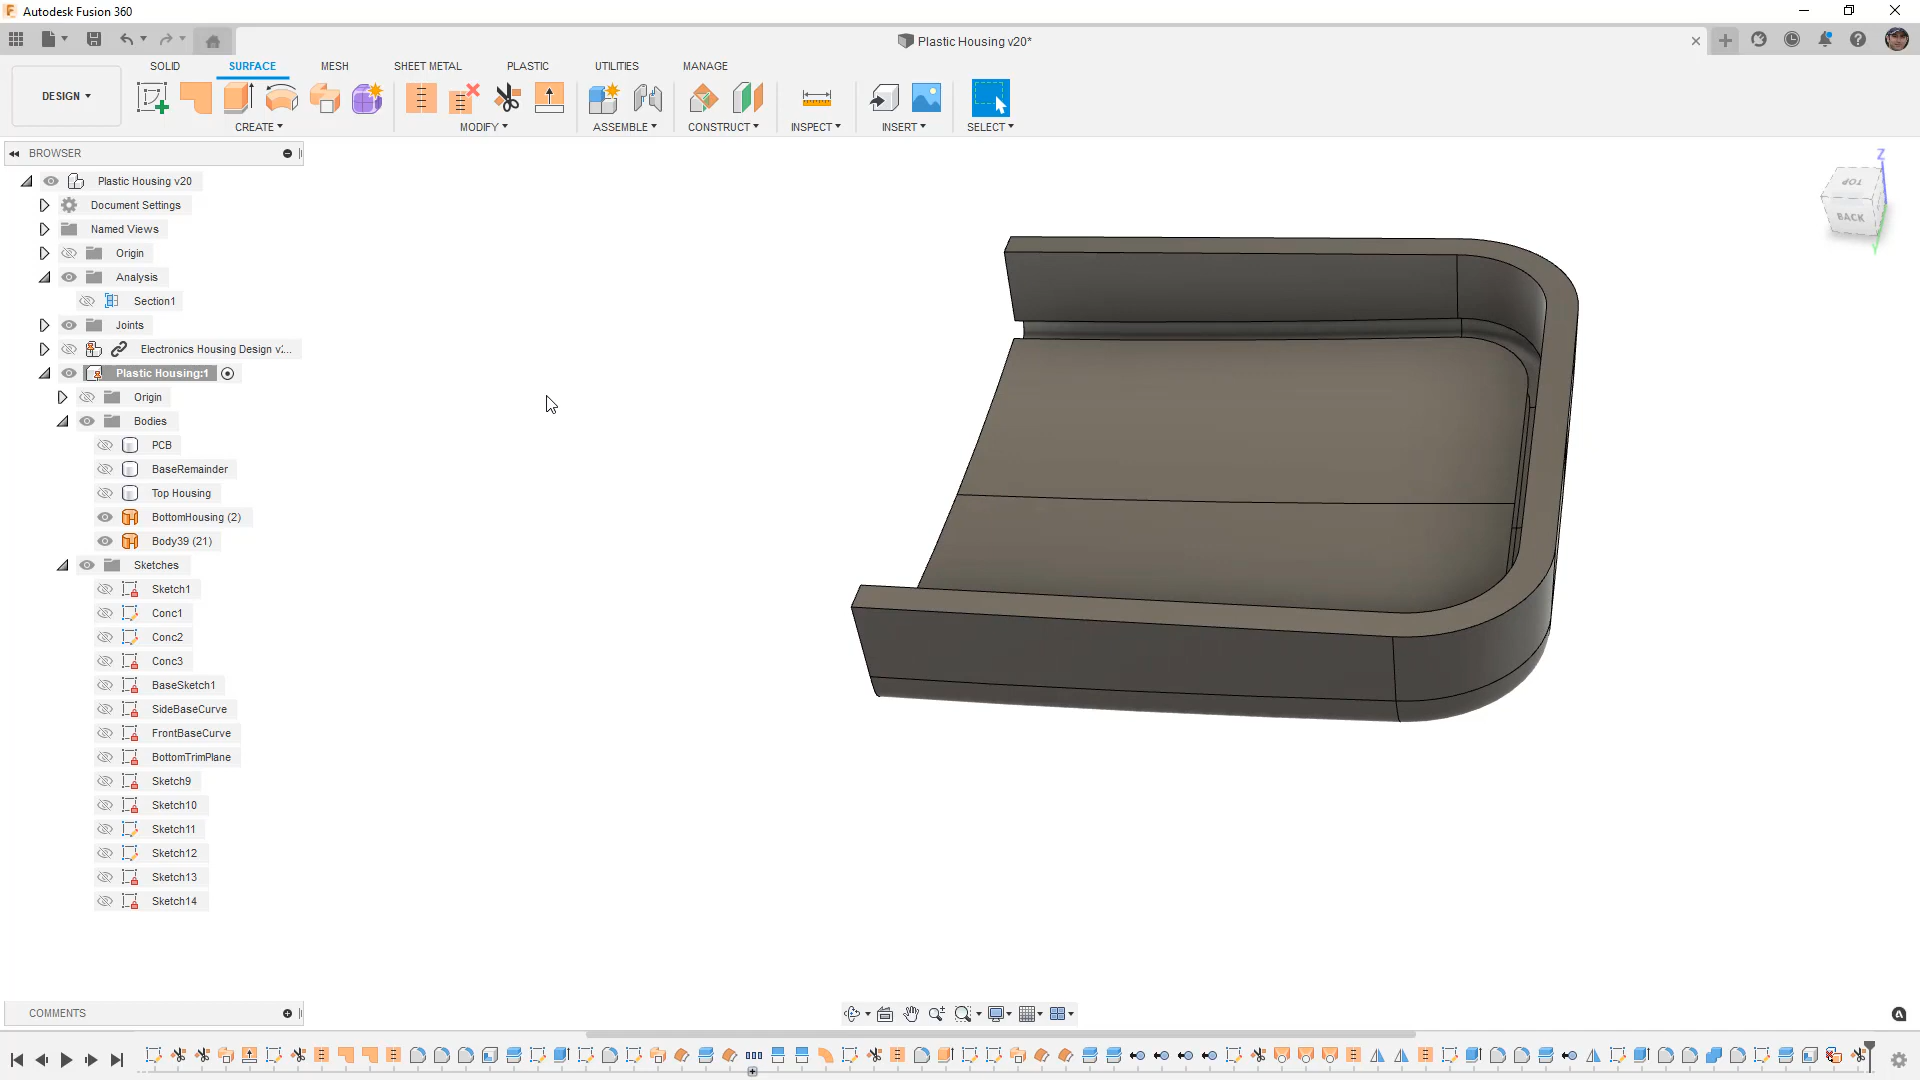 Autodesk Fusion 360
Plastic Housing v20*
DESIGN
SOLID
SURFACE
MESH
SHEET METAL
PLASTIC
UTILITIES
MANAGE
CREATE
MODIFY
ASSEMBLE
CONSTRUCT
INSPECT
INSERT
SELECT
BROWSER
Plastic Housing v20
Document Settings
Named Views
Origin
Analysis
Section1
Joints
Electronics Housing Design v:...
Plastic Housing:1
Origin
Bodies
PCB
BaseRemainder
Top Housing
BottomHousing (2)
Body39 (21)
Sketches
Sketch1
Conc1
Conc2
Conc3
BaseSketch1
SideBaseCurve
FrontBaseCurve
BottomTrimPlane
Sketch9
Sketch10
Sketch11
Sketch12
Sketch13
Sketch14
Z
TOP
BACK
Y
COMMENTS